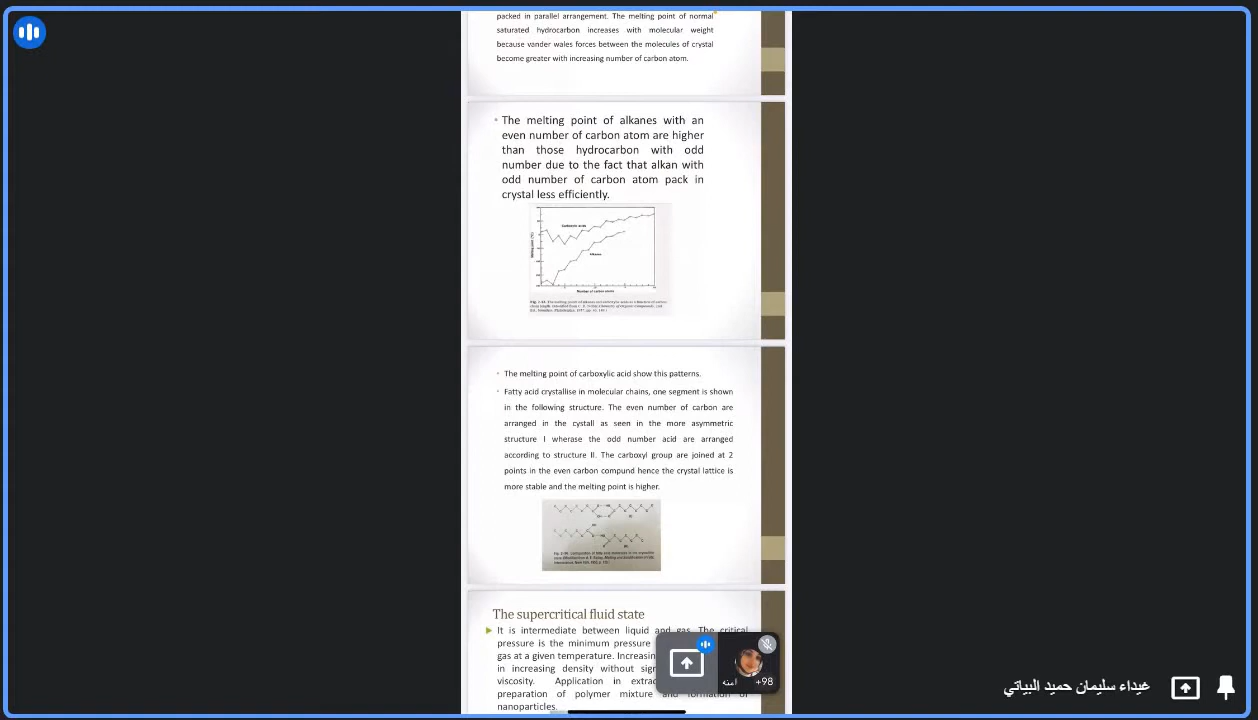 packed in parallel arrangement. The melting point of normal
saturated hydrocarbon increases with molecular weight
because vander wales forces between the molecules of crystal
become greater with increasing number of carbon atom.
The melting point of alkanes with an
even number of carbon atom are higher
than those hydrocarbon with odd
number due to the fact that alkan with
odd number of carbon atom pack in
crystal less efficiently.
Carboxylic acids
Alkanes
Number of carbon atoms
The melting point of carboxylic acid show this patterns.
Fatty acid crystallise in molecular chains, one segment is shown
in the following structure. The even number of carbon are
arranged in the cystall as seen in the more asymmetric
structure I wherase the odd number acid are arranged
according to structure II. The carboxyl group are joined at 2
points in the even carbon compund hence the crystal lattice is
more stable and the melting point is higher.
The supercritical fluid state
It is intermediate between liquid and gas. The critical
pressure is the minimum pressure
gas at a given temperature. Increasin
in increasing density without sign
viscosity. Application in extrac
preparation of polymer mixture and formation of
nanoparticles.
امنه
+98
غيداء سليمان حميد البياتي